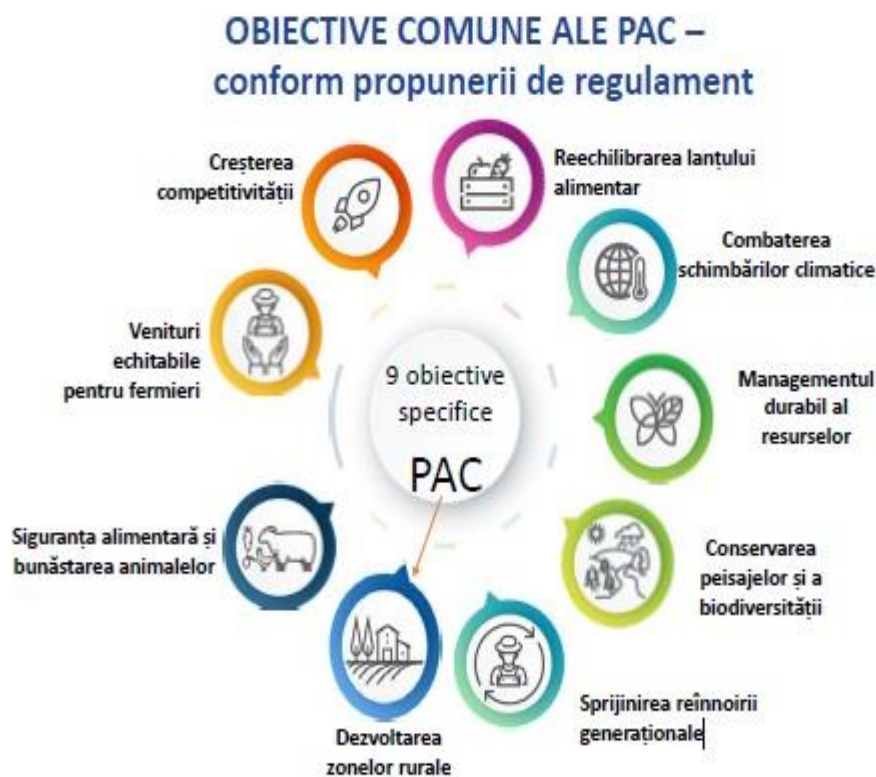 OBIECTIVE COMUNE ALE PAC –
conform propunerii de regulament
Creșterea
competitivității
Reechilibrarea lanțului
alimentar
Combaterea
schimbărilor climatice
Venituri
echitabile
pentru fermieri
9 obiective
specifice
PAC
Managementul
durabil al
resurselor
Siguranța alimentară și
bunăstarea animalelor
Conservarea
peisajelor și a
biodiversității
Sprijinirea reînnoirii
generaționale
Dezvoltarea
zonelor rurale